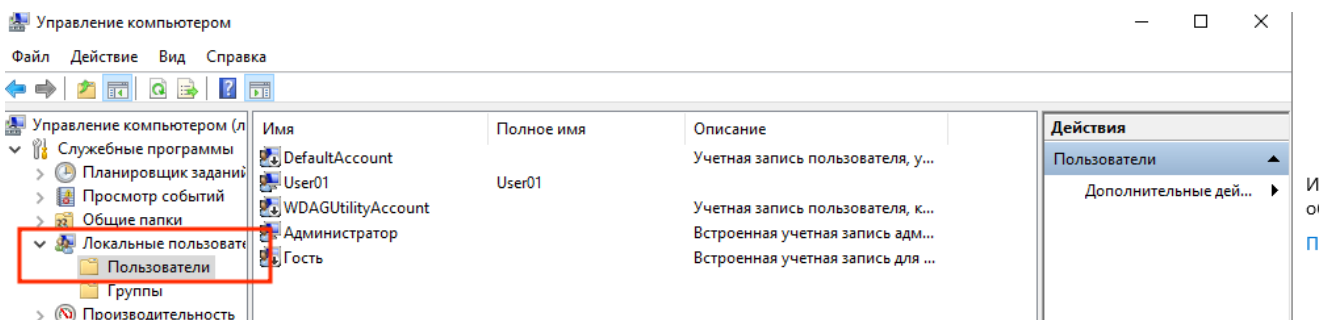 Управление компьютером
Файл Действие Вид Справка
Управление компьютером (л
Служебные программы
Планировщик заданий
Просмотр событий
Общие папки
Локальные пользовате
Пользователи
Группы
Производительность
Имя Полное имя Описание
DefaultAccount Учетная запись пользователя, у...
User01 User01
WDAGUtilityAccount Учетная запись пользователя, к...
Администратор Встроенная учетная запись адм...
Гость Встроенная учетная запись для ...
Действия
Пользователи
Дополнительные дей...